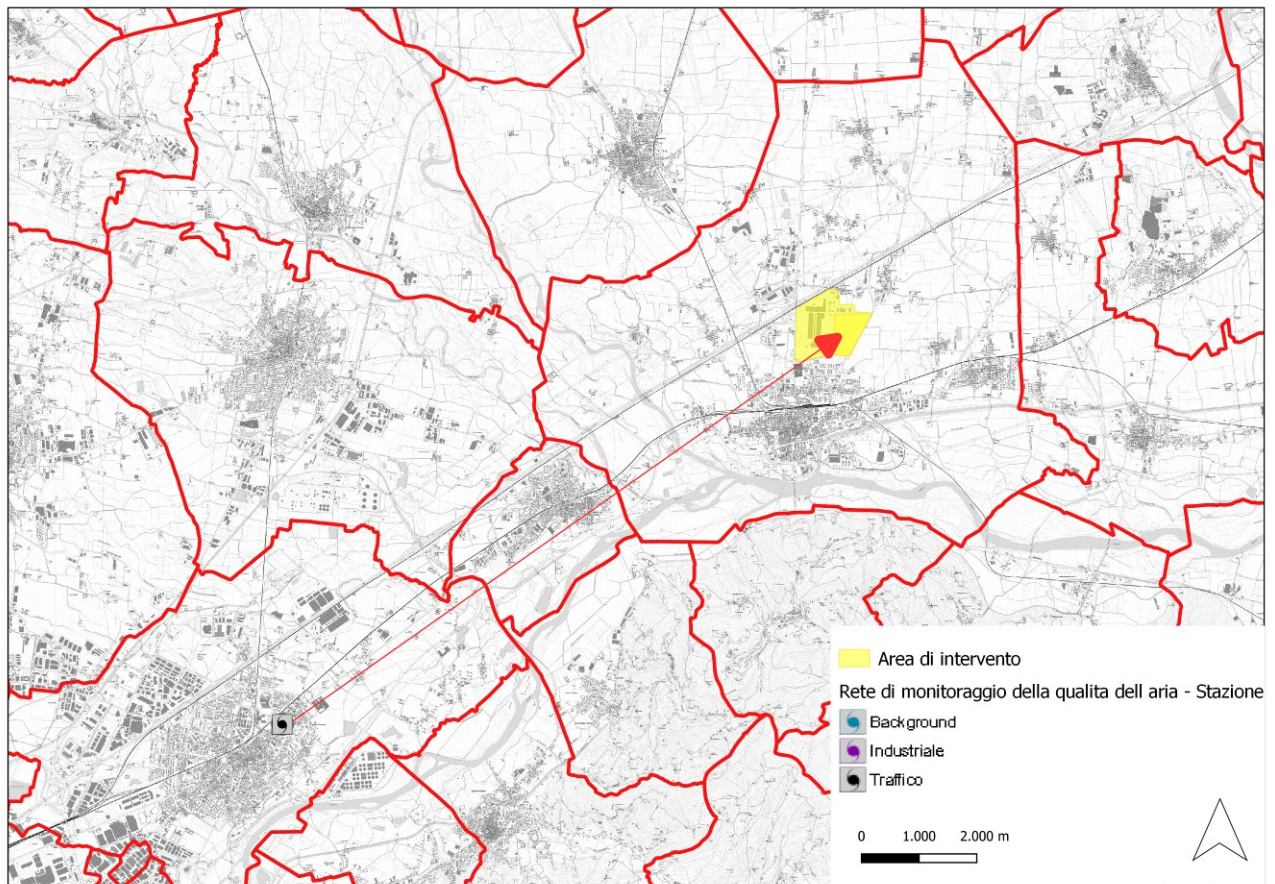 Area di intervento
Rete di monitoraggio della qualita dell aria - Stazione
Background
Industriale
Traffico
0 1.000 2.000 m